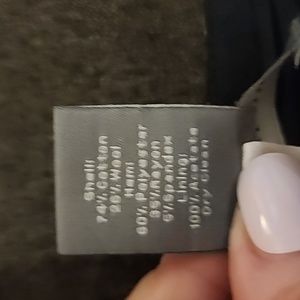 Shell:
74% Cotton
26% Wool
Hem:
60% Polyester
35% Rayon
5% Spandex
Lining:
100% Acetate
Dry Clean